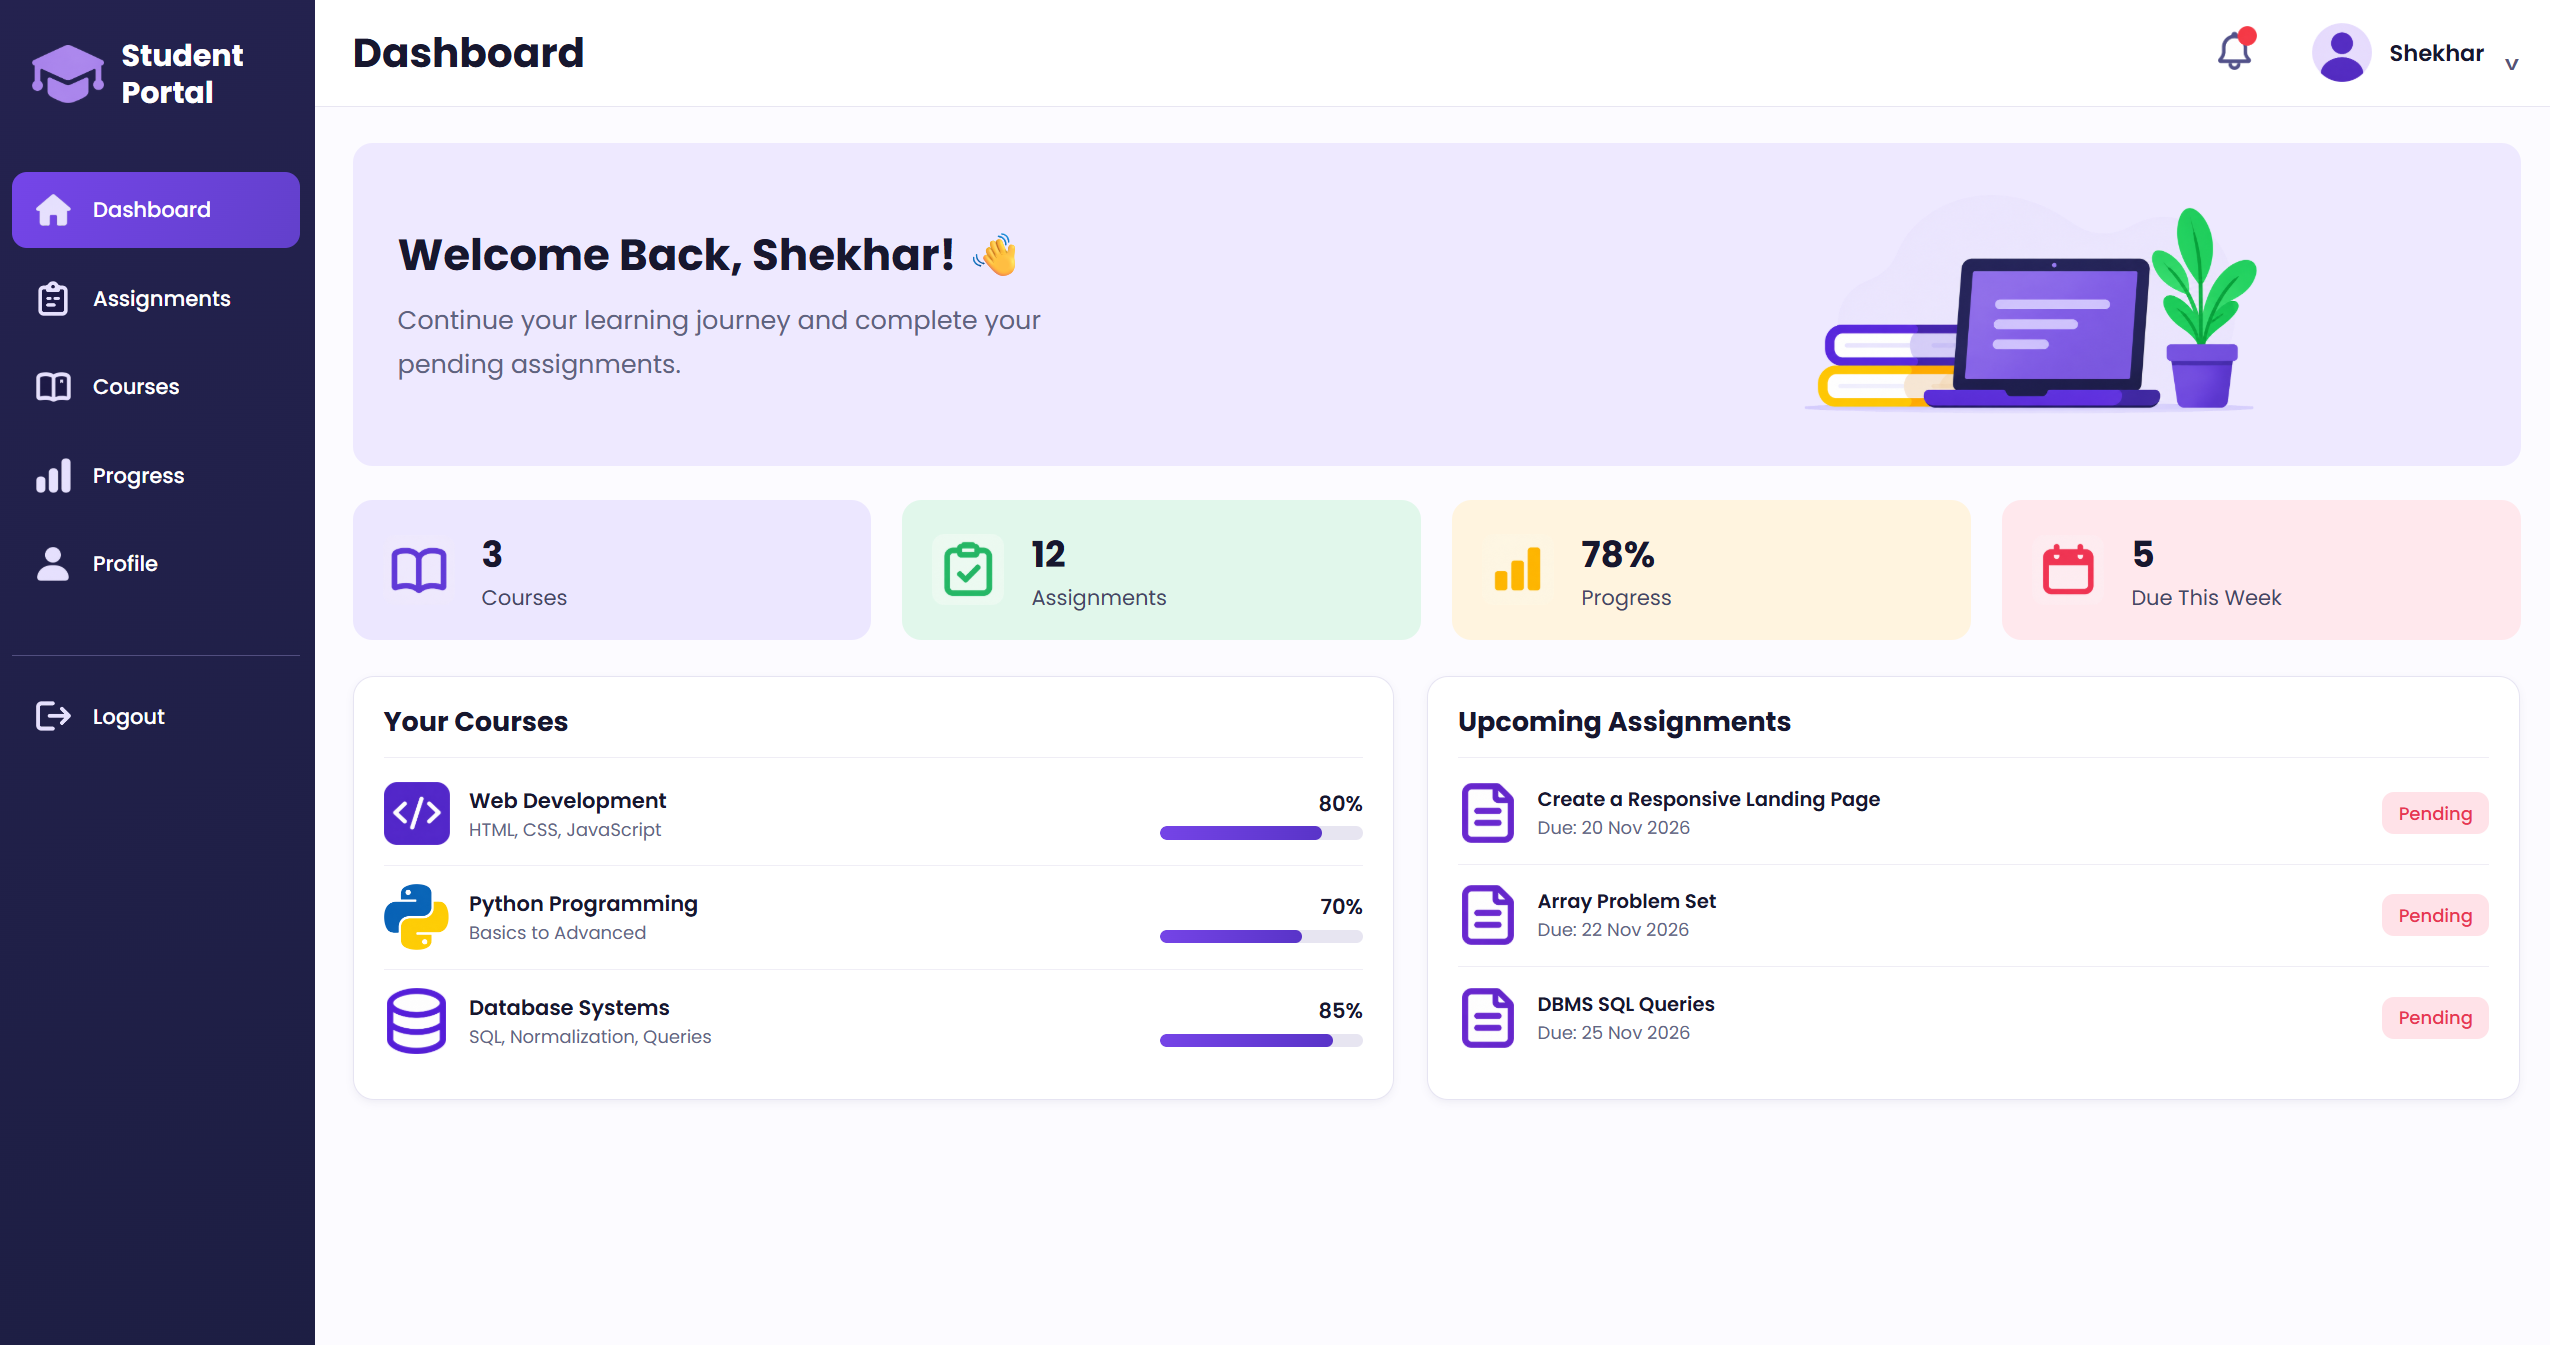 Student
Portal
Dashboard
Assignments
Courses
Progress
Profile
Logout
Dashboard
Shekhar
v
Welcome Back, Shekhar! 👋
Continue your learning journey and complete your
pending assignments.
3
Courses
12
Assignments
78%
Progress
5
Due This Week
Your Courses
Web Development
HTML, CSS, JavaScript
80%
Python Programming
Basics to Advanced
70%
Database Systems
SQL, Normalization, Queries
85%
Upcoming Assignments
Create a Responsive Landing Page
Due: 20 Nov 2026
Pending
Array Problem Set
Due: 22 Nov 2026
Pending
DBMS SQL Queries
Due: 25 Nov 2026
Pending